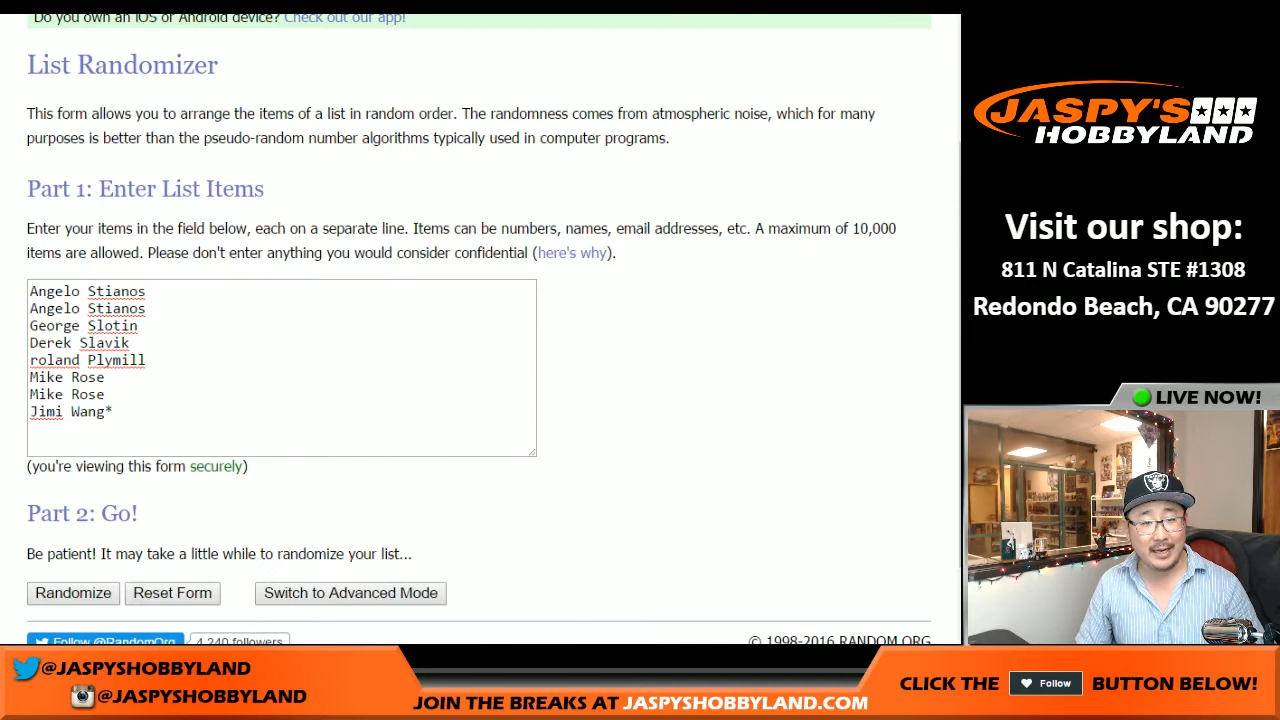 Do you own an iOS or Android device? Check out our app!
List Randomizer
This form allows you to arrange the items of a list in random order. The randomness comes from atmospheric noise, which for many
purposes is better than the pseudo-random number algorithms typically used in computer programs.
Part 1: Enter List Items
Enter your items in the field below, each on a separate line. Items can be numbers, names, email addresses, etc. A maximum of 10,000
items are allowed. Please don't enter anything you would consider confidential (here's why).
Angelo Stianos
Angelo Stianos
George Slotin
Derek Slavik
roland Plymill
Mike Rose
Mike Rose
Jimi Wang*
(you're viewing this form securely)
Part 2: Go!
Be patient! It may take a little while to randomize your list...
Randomize
Reset Form
Switch to Advanced Mode
Follow @RandomOrg
4,240 followers
© 1998-2016 RANDOM.ORG
JASPY'S
HOBBYLAND
Visit our shop:
811 N Catalina STE #1308
Redondo Beach, CA 90277
LIVE NOW!
@JASPYSHOBBYLAND
@JASPYSHOBBYLAND
JOIN THE BREAKS AT JASPYSHOBBYLAND.COM
CLICK THE
Follow
BUTTON BELOW!